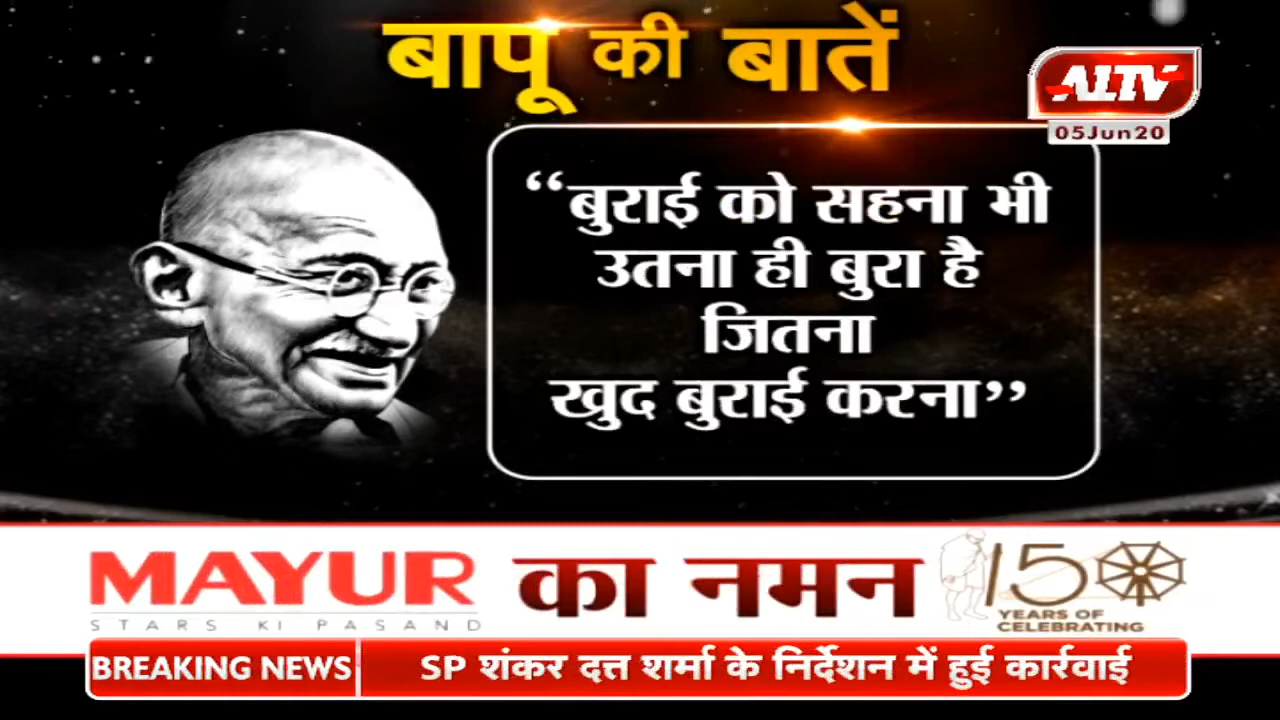 बापू की बातें
ALTV
05Jun20
“बुराई को सहना भी
उतना ही बुरा है
जितना
खुद बुराई करना”
MAYUR का नमन
STARS KI PASAND
150
YEARS OF
CELEBRATING
BREAKING NEWS
SP शंकर दत्त शर्मा के निर्देशन में हुई कार्रवाई